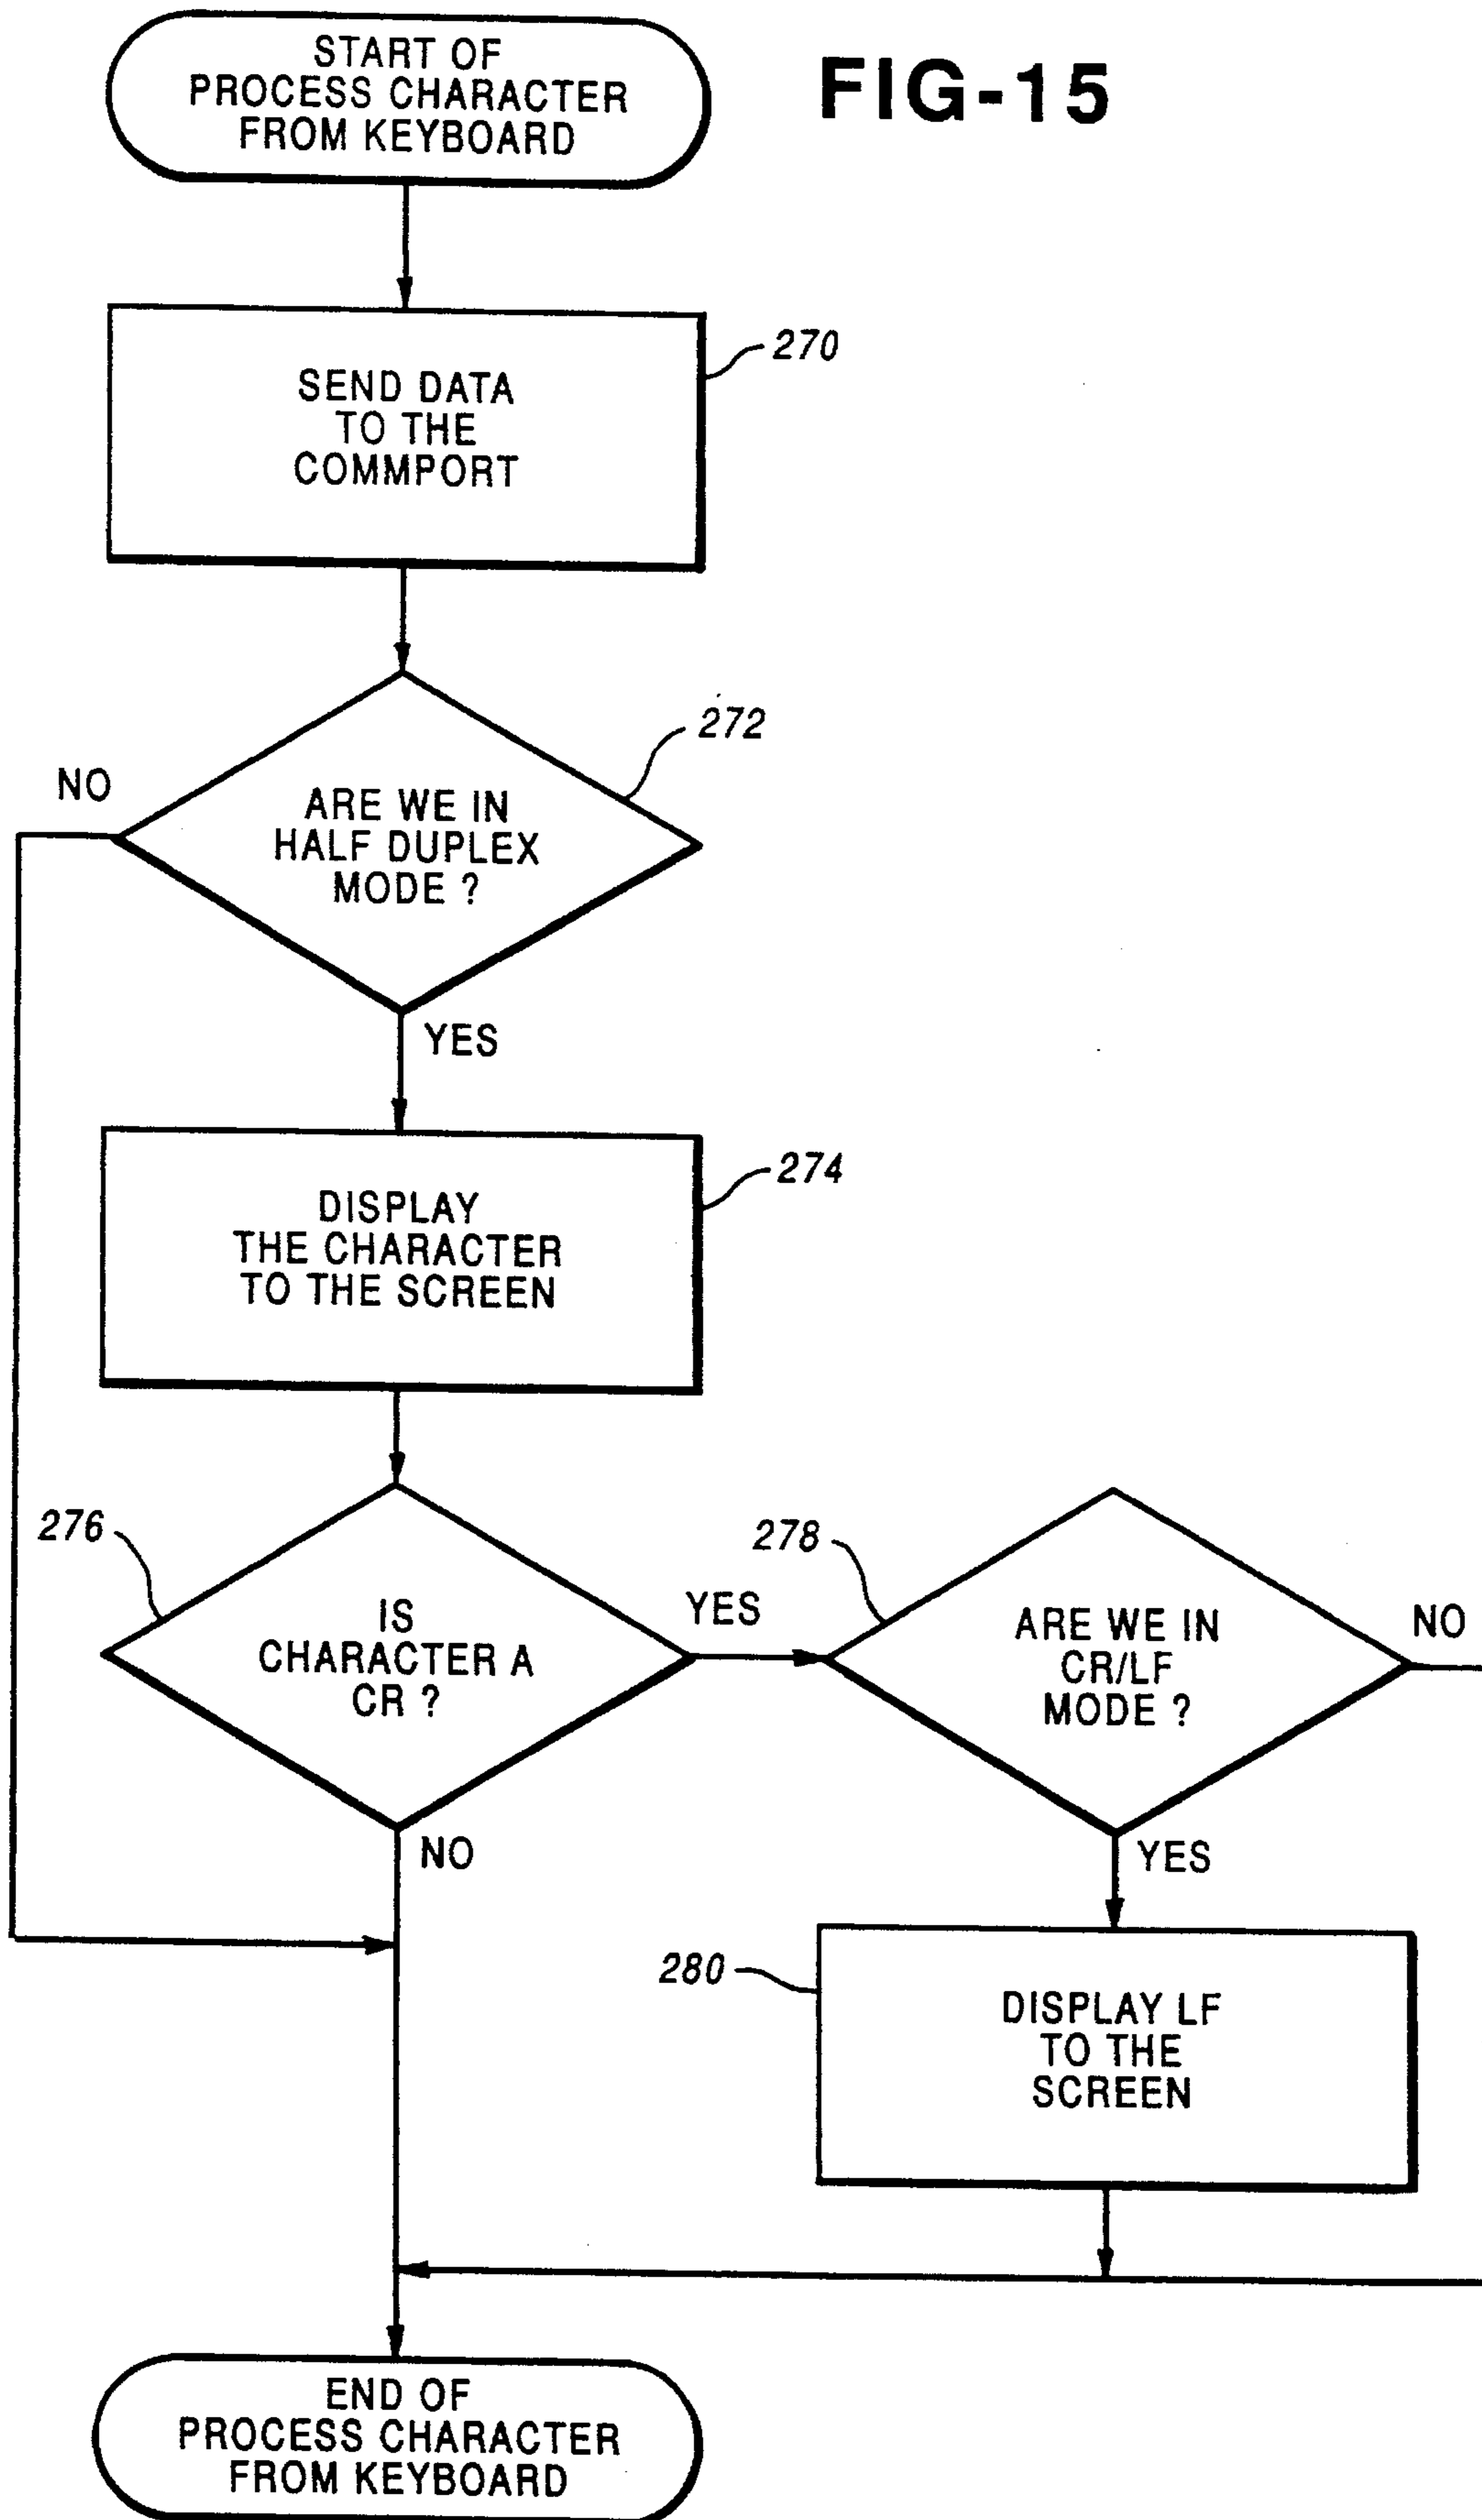 START OF
PROCESS CHARACTER
FROM KEYBOARD
FIG-15
SEND DATA
TO THE
COMMPORT
270
272
NO
ARE WE IN
HALF DUPLEX
MODE ?
YES
DISPLAY
THE CHARACTER
TO THE SCREEN
274
276
IS
CHARACTER A
CR ?
YES
278
ARE WE IN
CR/LF
MODE ?
NO
NO
YES
280
DISPLAY LF
TO THE
SCREEN
END OF
PROCESS CHARACTER
FROM KEYBOARD